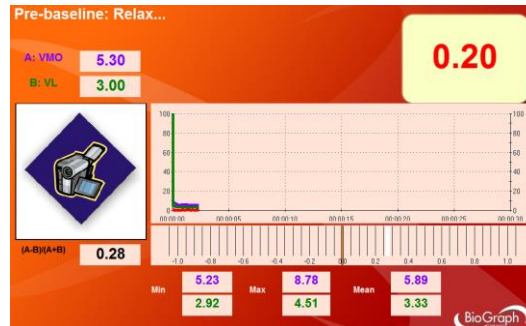 Pre-baseline: Relax...
A: VMO 5.30
B: VL 3.00
0.20
100 100
80 80
60 60
40 40
20 20
0 0
00:00:00 00:00:05 00:00:10 00:00:15 00:00:20 00:00:25 00:00:30
-1.0 -0.8 -0.6 -0.4 -0.2 0.0 0.2 0.4 0.6 0.8 1.0
(A-B)/(A+B) 0.28
Min 5.23 Max 8.78 Mean 5.89
2.92 4.51 3.33
BioGraph